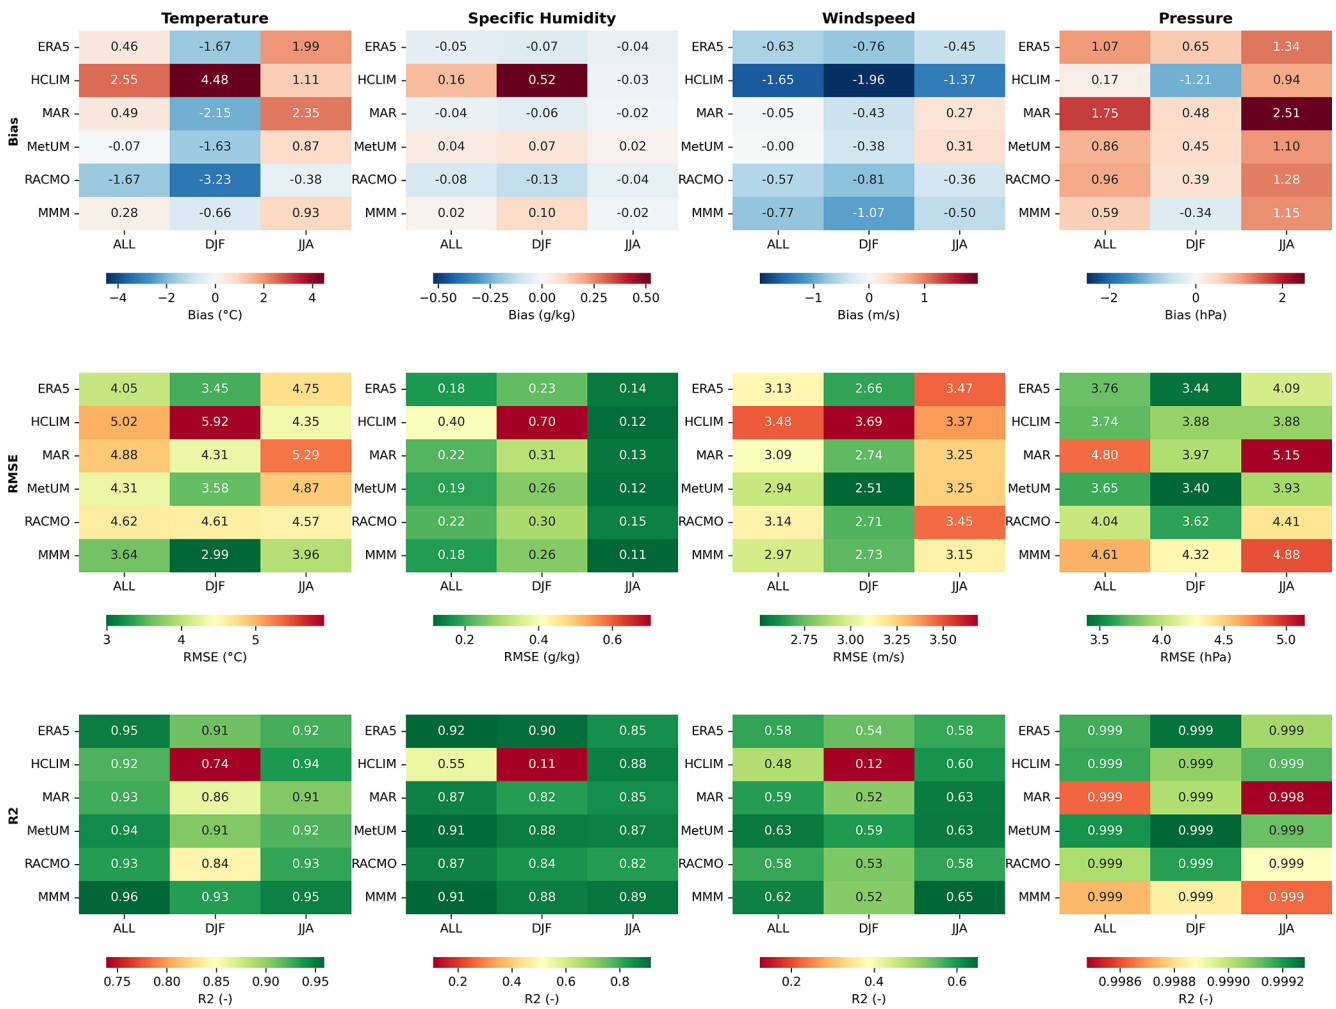 Temperature Specific Humidity Windspeed Pressure
Bias
ERA5 0.46 -1.67 1.99 ERA5 -0.05 -0.07 -0.04 ERA5 -0.63 -0.76 -0.45 ERA5 1.07 0.65 1.34
HCLIM 2.55 4.48 1.11 HCLIM 0.16 0.52 -0.03 HCLIM -1.65 -1.96 -1.37 HCLIM 0.17 -1.21 0.94
MAR 0.49 -2.15 2.35 MAR -0.04 -0.06 -0.02 MAR -0.05 -0.43 0.27 MAR 1.75 0.48 2.51
MetUM -0.07 -1.63 0.87 MetUM 0.04 0.07 0.02 MetUM -0.00 -0.38 0.31 MetUM 0.86 0.45 1.10
RACMO -1.67 -3.23 -0.38 RACMO -0.08 -0.13 -0.04 RACMO -0.57 -0.81 -0.36 RACMO 0.96 0.39 1.28
MMM 0.28 -0.66 0.93 MMM 0.02 0.10 -0.02 MMM -0.77 -1.07 -0.50 MMM 0.59 -0.34 1.15
ALL DJF JJA ALL DJF JJA ALL DJF JJA ALL DJF JJA
−4 −2 0 2 4 −0.50 −0.25 0.00 0.25 0.50 −1 0 1 −2 0 2
Bias (°C) Bias (g/kg) Bias (m/s) Bias (hPa)
RMSE
ERA5 4.05 3.45 4.75 ERA5 0.18 0.23 0.14 ERA5 3.13 2.66 3.47 ERA5 3.76 3.44 4.09
HCLIM 5.02 5.92 4.35 HCLIM 0.40 0.70 0.12 HCLIM 3.48 3.69 3.37 HCLIM 3.74 3.88 3.88
MAR 4.88 4.31 5.29 MAR 0.22 0.31 0.13 MAR 3.09 2.74 3.25 MAR 4.80 3.97 5.15
MetUM 4.31 3.58 4.87 MetUM 0.19 0.26 0.12 MetUM 2.94 2.51 3.25 MetUM 3.65 3.40 3.93
RACMO 4.62 4.61 4.57 RACMO 0.22 0.30 0.15 RACMO 3.14 2.71 3.45 RACMO 4.04 3.62 4.41
MMM 3.64 2.99 3.96 MMM 0.18 0.26 0.11 MMM 2.97 2.73 3.15 MMM 4.61 4.32 4.88
ALL DJF JJA ALL DJF JJA ALL DJF JJA ALL DJF JJA
3 4 5 0.2 0.4 0.6 2.75 3.00 3.25 3.50 3.5 4.0 4.5 5.0
RMSE (°C) RMSE (g/kg) RMSE (m/s) RMSE (hPa)
R2
ERA5 0.95 0.91 0.92 ERA5 0.92 0.90 0.85 ERA5 0.58 0.54 0.58 ERA5 0.999 0.999 0.999
HCLIM 0.92 0.74 0.94 HCLIM 0.55 0.11 0.88 HCLIM 0.48 0.12 0.60 HCLIM 0.999 0.999 0.999
MAR 0.93 0.86 0.91 MAR 0.87 0.82 0.85 MAR 0.59 0.52 0.63 MAR 0.999 0.999 0.998
MetUM 0.94 0.91 0.92 MetUM 0.91 0.88 0.87 MetUM 0.63 0.59 0.63 MetUM 0.999 0.999 0.999
RACMO 0.93 0.84 0.93 RACMO 0.87 0.84 0.82 RACMO 0.58 0.53 0.58 RACMO 0.999 0.999 0.999
MMM 0.96 0.93 0.95 MMM 0.91 0.88 0.89 MMM 0.62 0.52 0.65 MMM 0.999 0.999 0.999
ALL DJF JJA ALL DJF JJA ALL DJF JJA ALL DJF JJA
0.75 0.80 0.85 0.90 0.95 0.2 0.4 0.6 0.8 0.2 0.4 0.6 0.9986 0.9988 0.9990 0.9992
R2 (-) R2 (-) R2 (-) R2 (-)